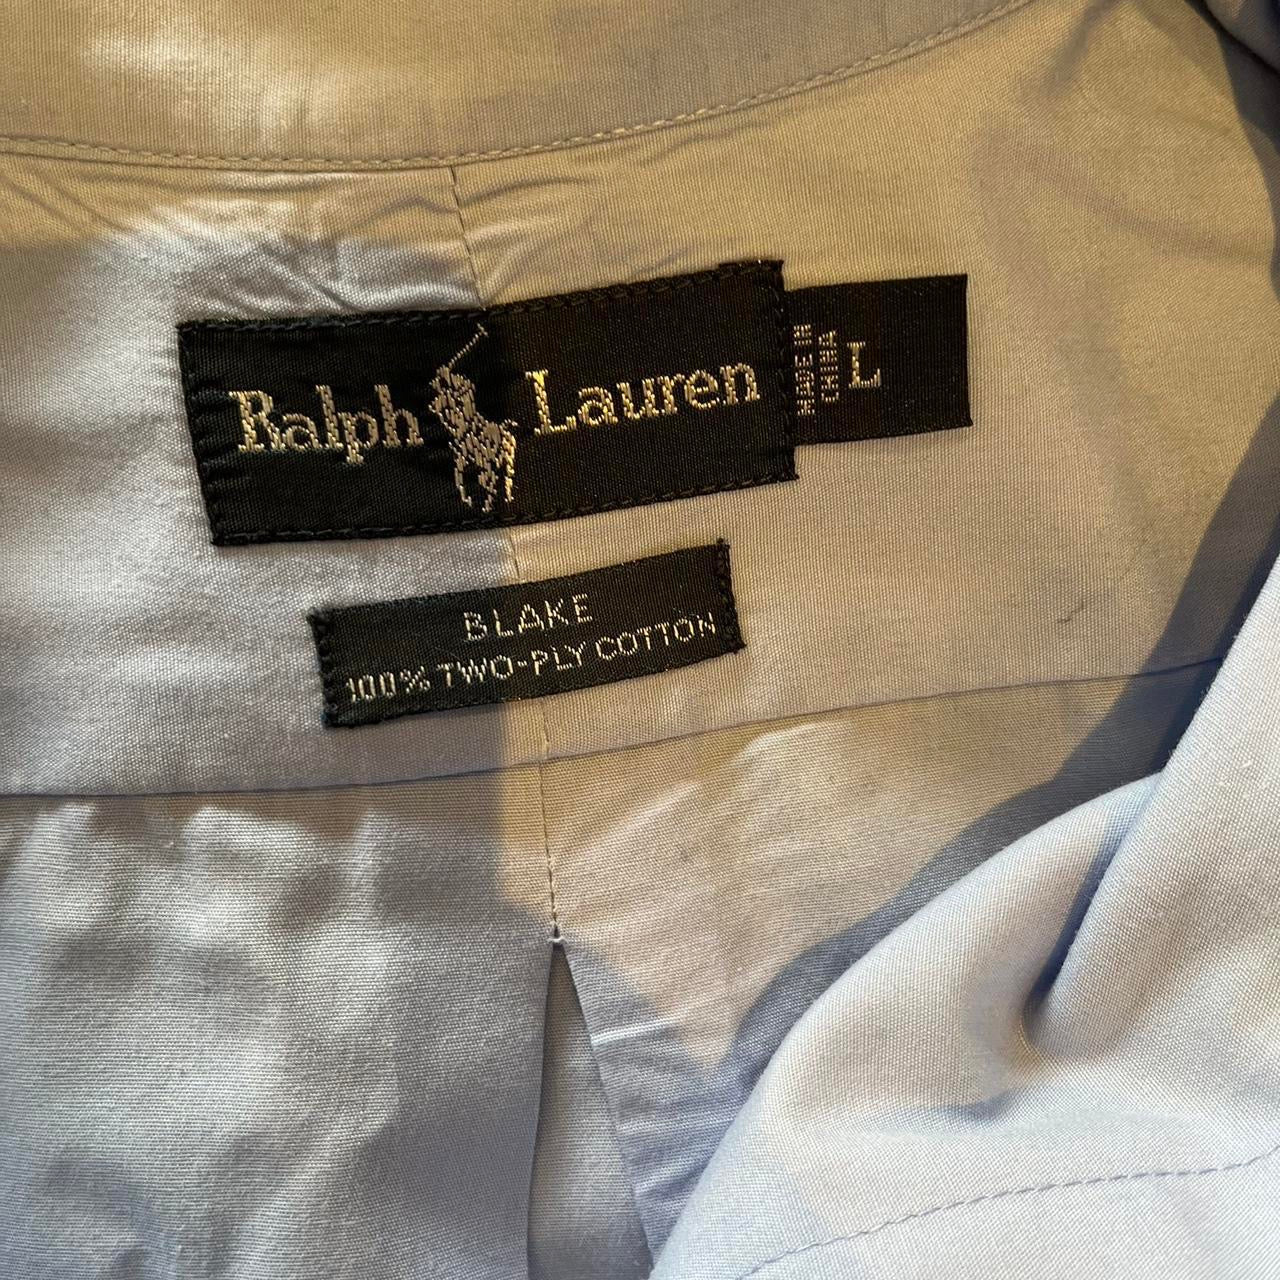 Ralph Lauren
MADE IN
CHINA
L
BLAKE
100% TWO-PLY COTTON